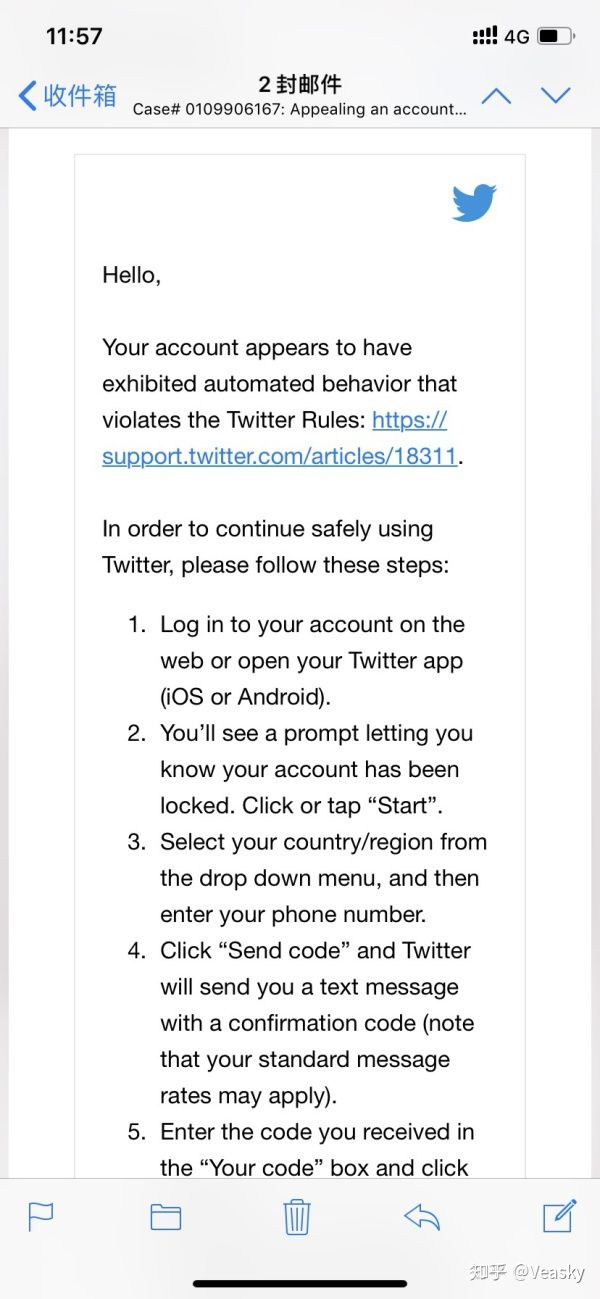 11:57
4G
收件箱
2 封邮件
Case# 0109906167: Appealing an account...
Hello,
Your account appears to have
exhibited automated behavior that
violates the Twitter Rules: https://
support.twitter.com/articles/18311.
In order to continue safely using
Twitter, please follow these steps:
1. Log in to your account on the
web or open your Twitter app
(iOS or Android).
2. You’ll see a prompt letting you
know your account has been
locked. Click or tap “Start”.
3. Select your country/region from
the drop down menu, and then
enter your phone number.
4. Click “Send code” and Twitter
will send you a text message
with a confirmation code (note
that your standard message
rates may apply).
5. Enter the code you received in
the “Your code” box and click
知乎 @Veasky